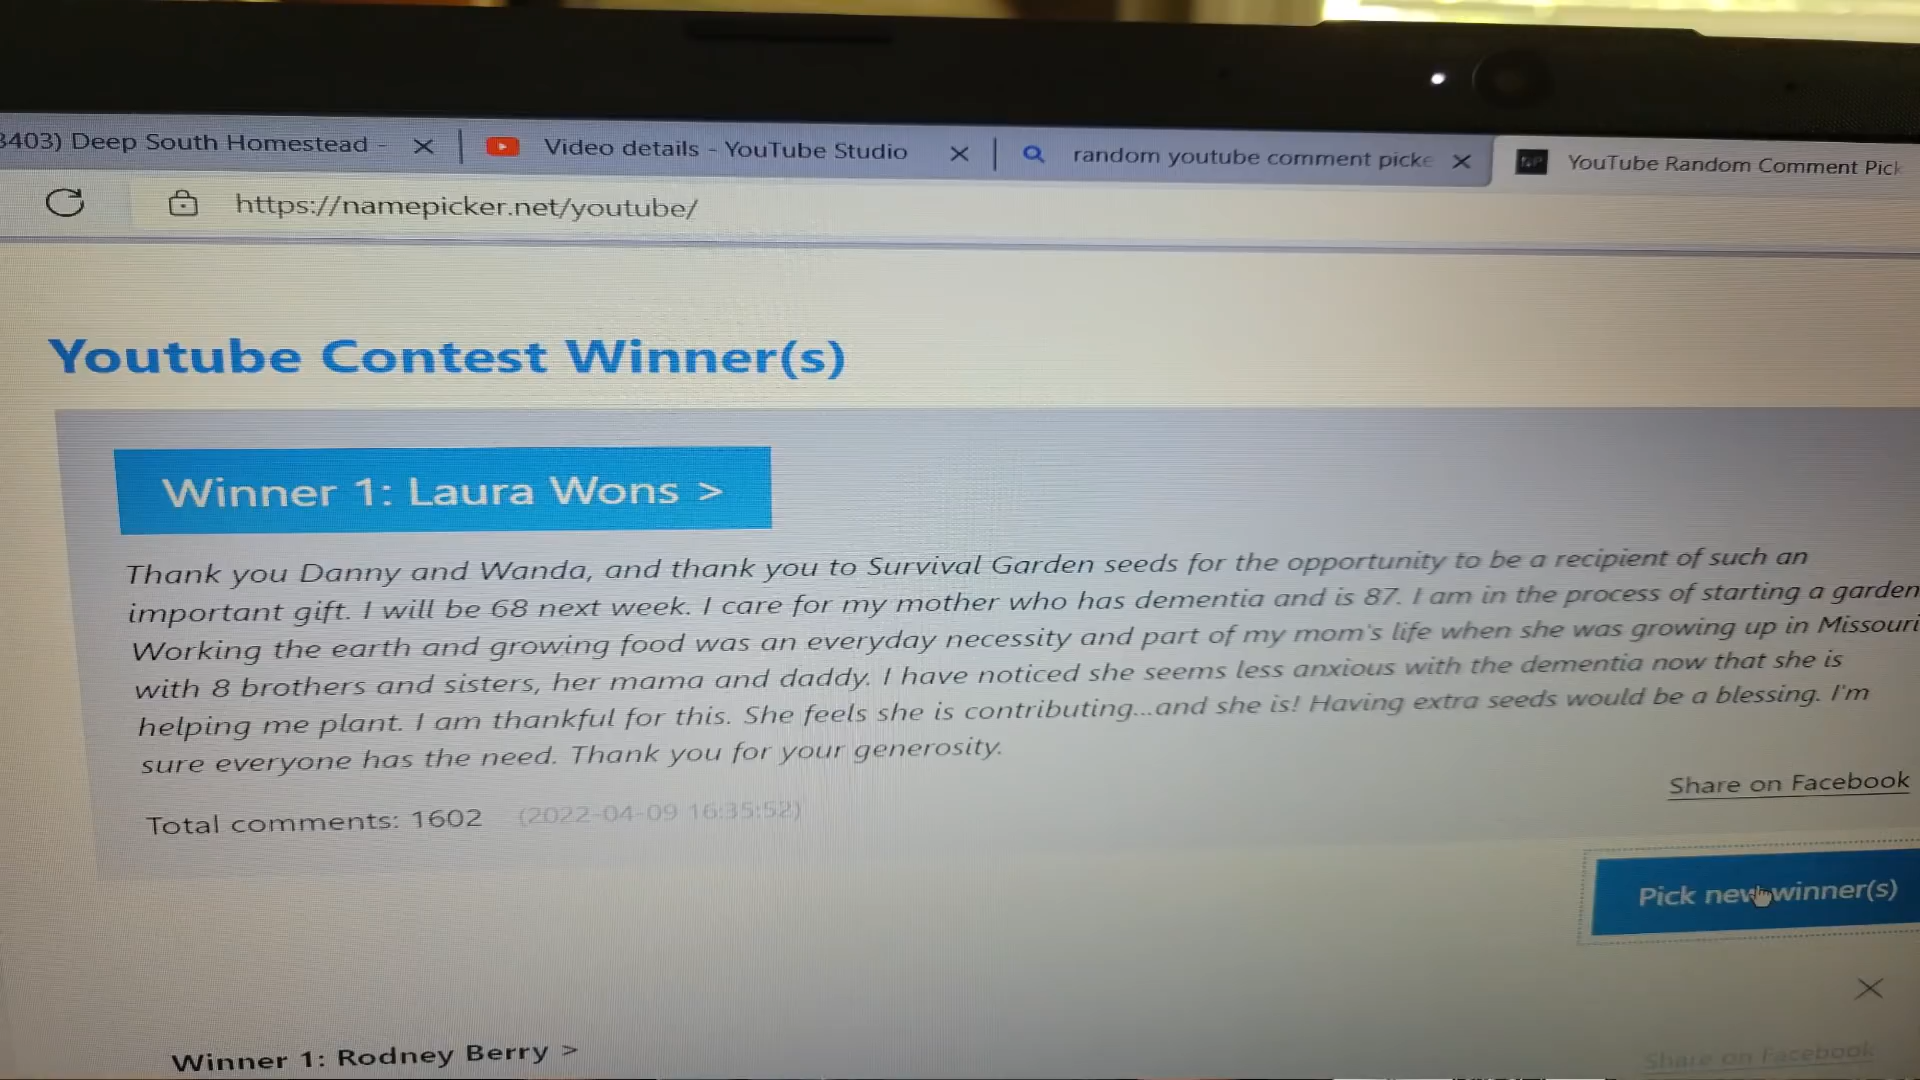 3403) Deep South Homestead -
Video details - YouTube Studio
random youtube comment picke
YouTube Random Comment Pick
https://namepicker.net/youtube/
Youtube Contest Winner(s)
Winner 1: Laura Wons >
Thank you Danny and Wanda, and thank you to Survival Garden seeds for the opportunity to be a recipient of such an
important gift. I will be 68 next week. I care for my mother who has dementia and is 87. I am in the process of starting a garden
Working the earth and growing food was an everyday necessity and part of my mom's life when she was growing up in Missouri
with 8 brothers and sisters, her mama and daddy. I have noticed she seems less anxious with the dementia now that she is
helping me plant. I am thankful for this. She feels she is contributing...and she is! Having extra seeds would be a blessing. I'm
sure everyone has the need. Thank you for your generosity.
Share on Facebook
Total comments: 1602 (2022-04-09 16:35:52)
Pick new winner(s)
Winner 1: Rodney Berry >
Share on Facebook